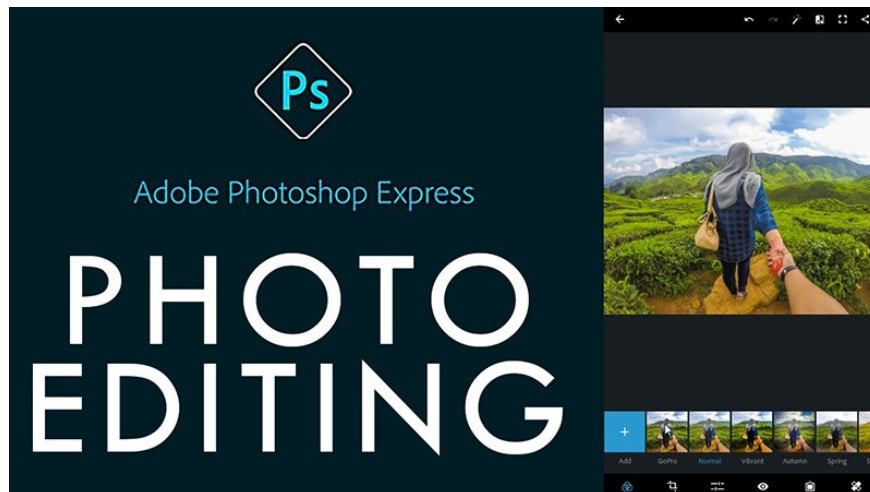 Ps
Adobe Photoshop Express
PHOTO
EDITING
Add GoPro Normal Vibrant Autumn Spring